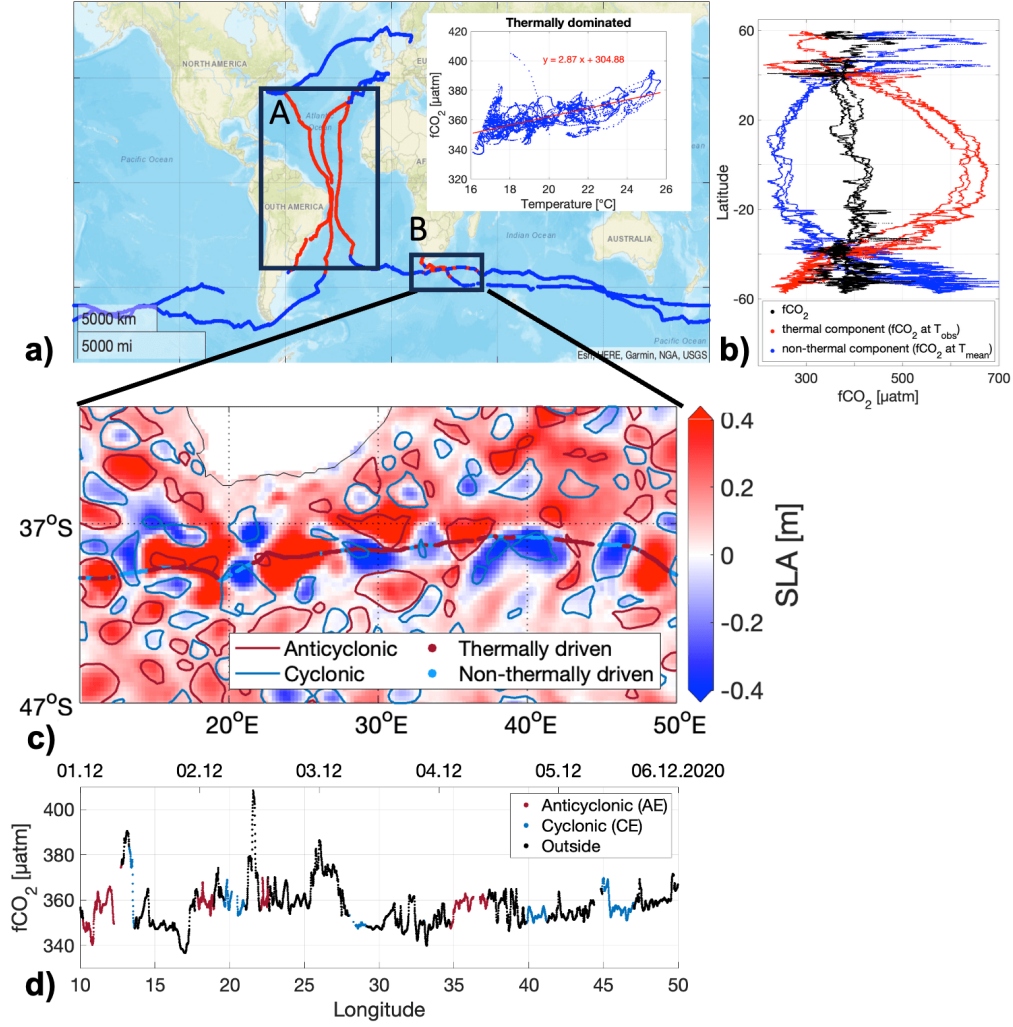 a)
NORTH AMERICA
Atlantic
Ocean
Pacific Ocean
SOUTH AMERICA
EU
AF
Indian Ocean
AUSTRALIA
Pacific Ocean
A
B
5000 km
5000 mi
Esri, HERE, Garmin, NGA, USGS
Thermally dominated
y = 2.87 x + 304.88
fCO2 [µatm]
420
400
380
360
340
320
16 18 20 22 24 26
Temperature [°C]
b)
Latitude
60
20
-20
-60
fCO2
thermal component (fCO2 at Tobs)
non-thermal component (fCO2 at Tmean)
300 500 700
fCO2 [µatm]
c)
37°S
47°S
20°E 30°E 40°E 50°E
Anticyclonic
Cyclonic
Thermally driven
Non-thermally driven
0.4
0.2
0
-0.2
-0.4
SLA [m]
d)
01.12 02.12 03.12 04.12 05.12 06.12.2020
fCO2 [µatm]
400
380
360
340
Anticyclonic (AE)
Cyclonic (CE)
Outside
10 15 20 25 30 35 40 45 50
Longitude